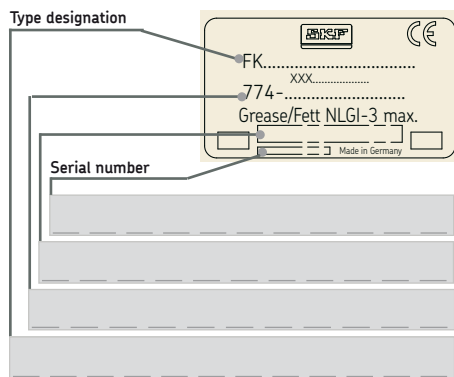 Type designation
SKF CE
FK..................................
XXX..................
774-..................................
Grease/Fett NLGI-3 max.
Made in Germany
Serial number